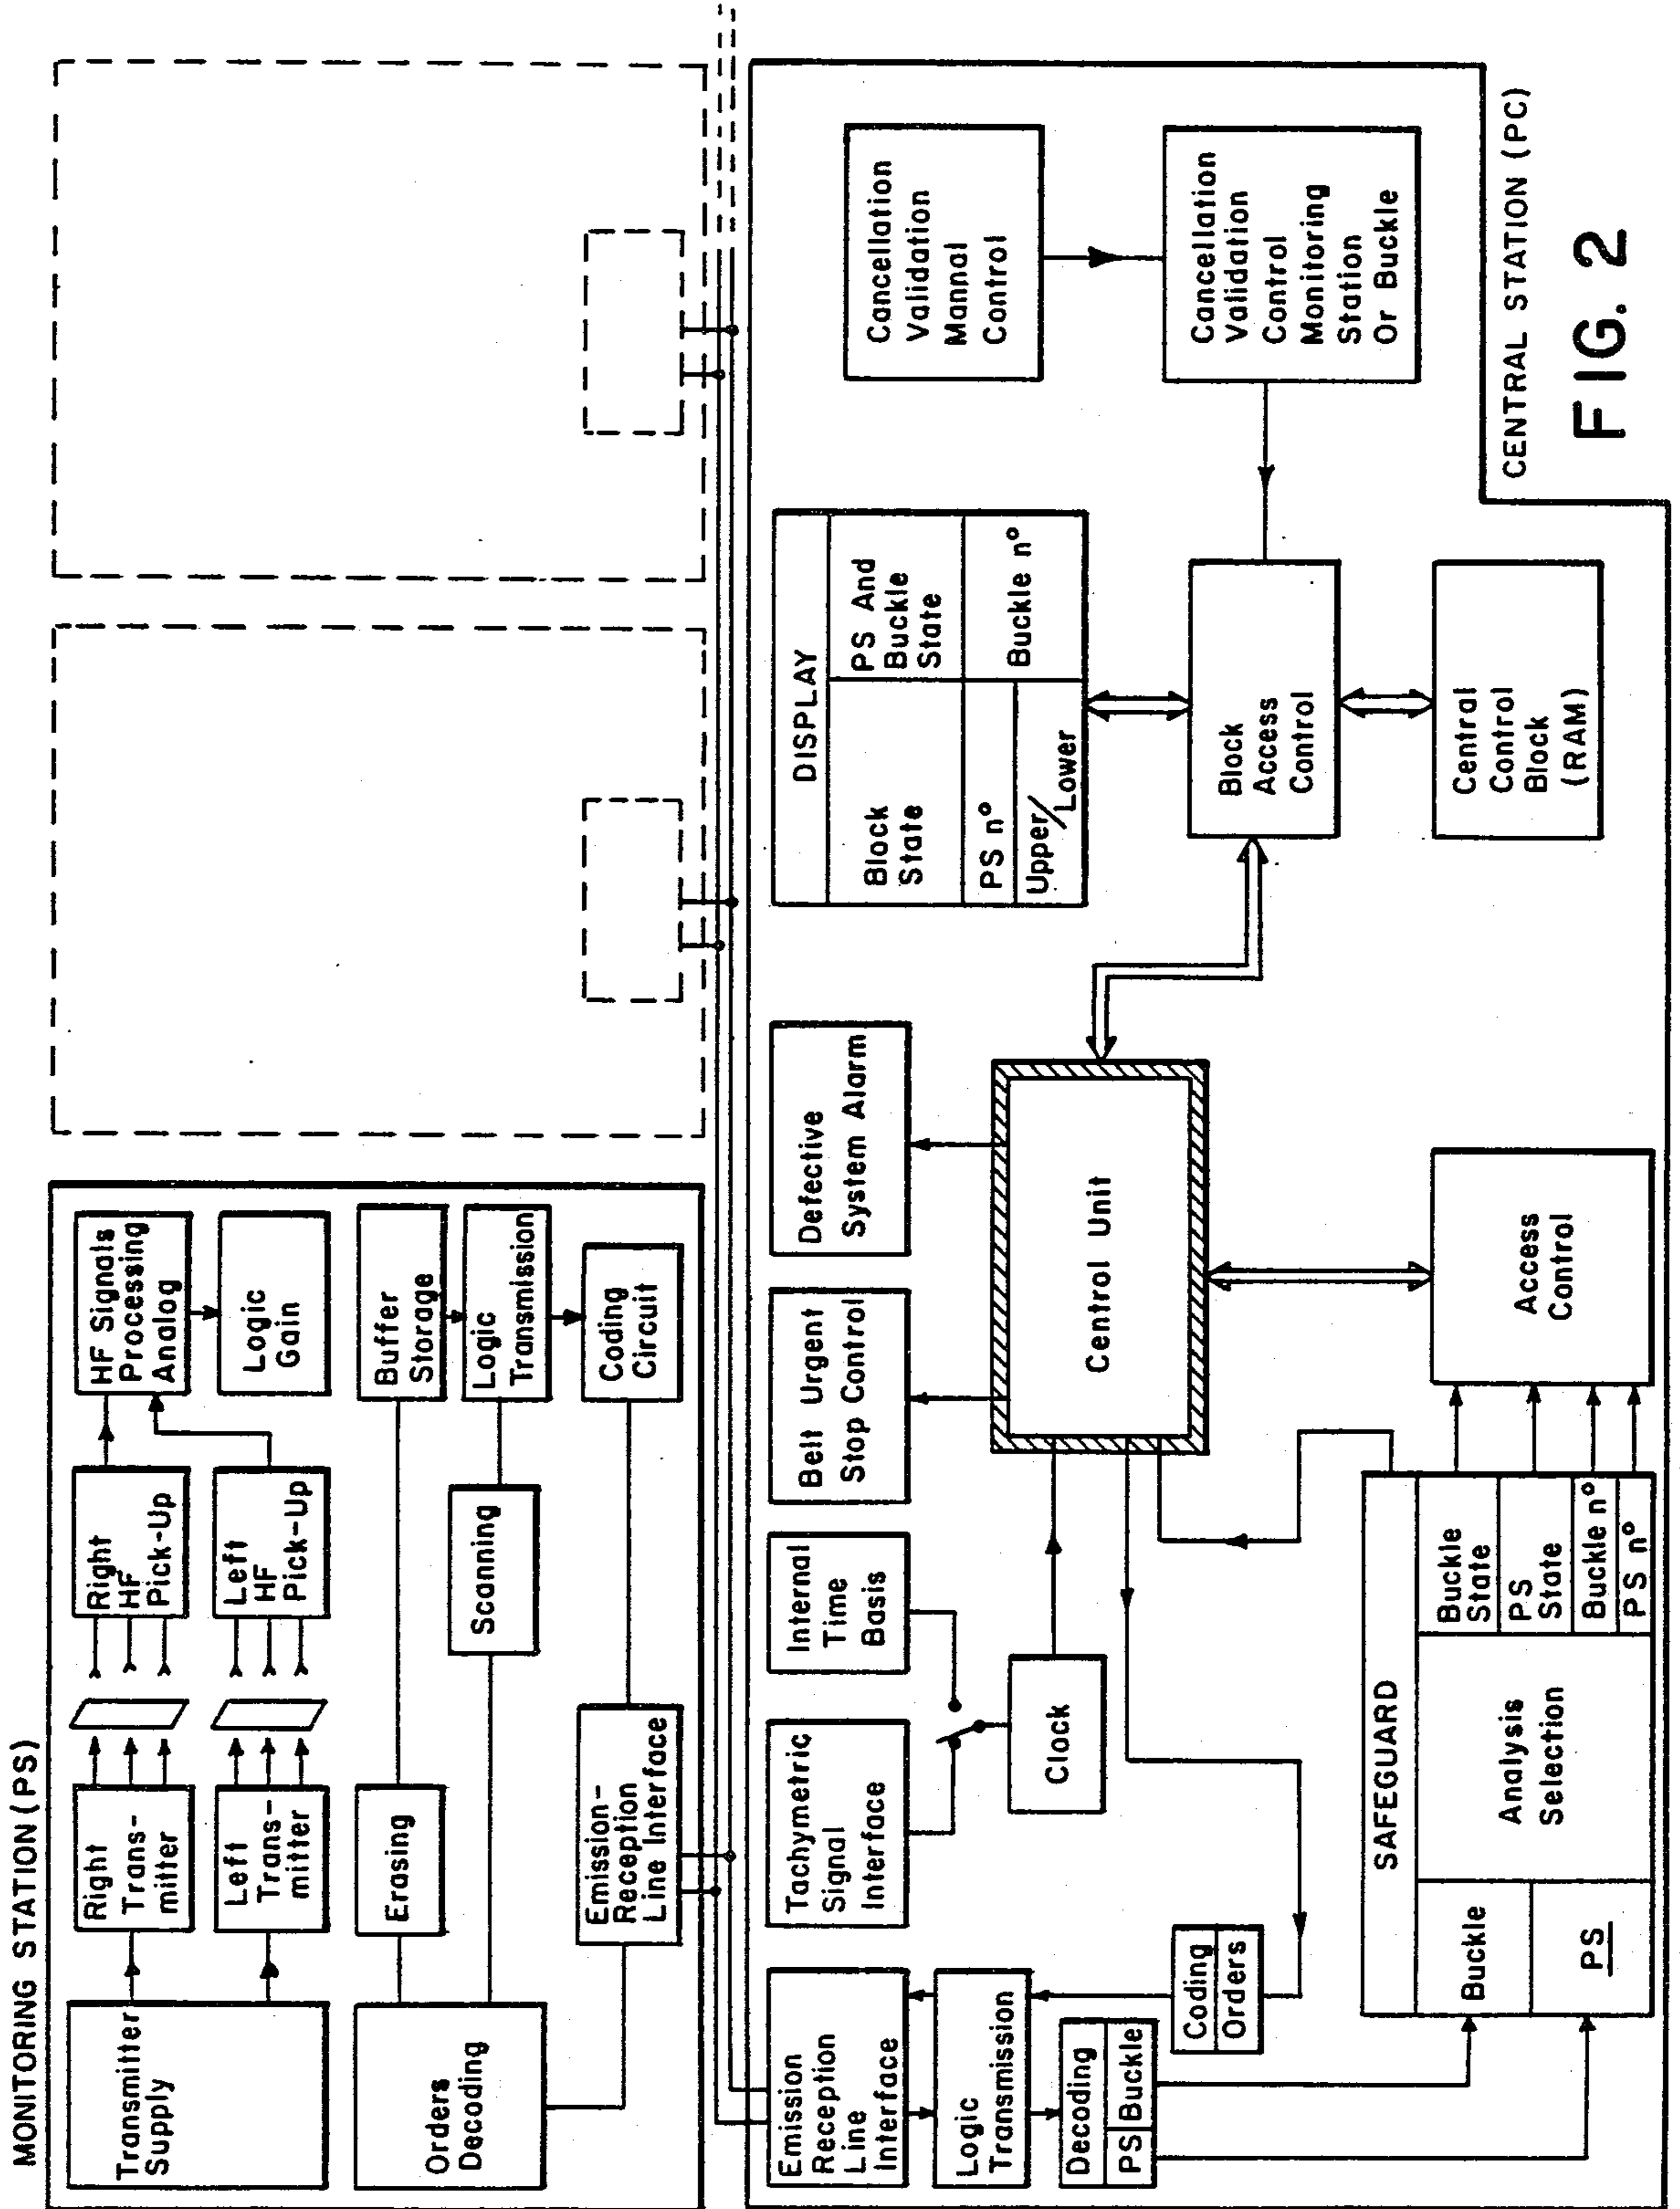 MONITORING STATION (PS)
Transmitter
Supply
Right
Trans-
mitter
Left
Trans-
mitter
Right
HF
Pick-Up
Left
HF
Pick-Up
HF Signals
Processing
Analog
Logic
Gain
Orders
Decoding
Erasing
Scanning
Buffer
Storage
Logic
Transmission
Coding
Circuit
Emission-
Reception
Line Interface
Emission
Reception
Line
Interface
Logic
Transmission
Decoding
PS
Buckle
Coding
Orders
Tachymetric
Signal
Interface
Internal
Time
Basis
Clock
Belt Urgent
Stop Control
Defective
System Alarm
Control Unit
SAFEGUARD
Buckle
PS
Analysis
Selection
Buckle
State
PS
State
Buckle nº
PS nº
Access
Control
DISPLAY
Block
State
PS And
Buckle
State
PS nº
Upper/Lower
Buckle nº
Block
Access
Control
Central
Control
Block
(RAM)
Cancellation
Validation
Mannal
Control
Cancellation
Validation
Control
Monitoring
Station
Or Buckle
CENTRAL STATION (PC)
FIG. 2